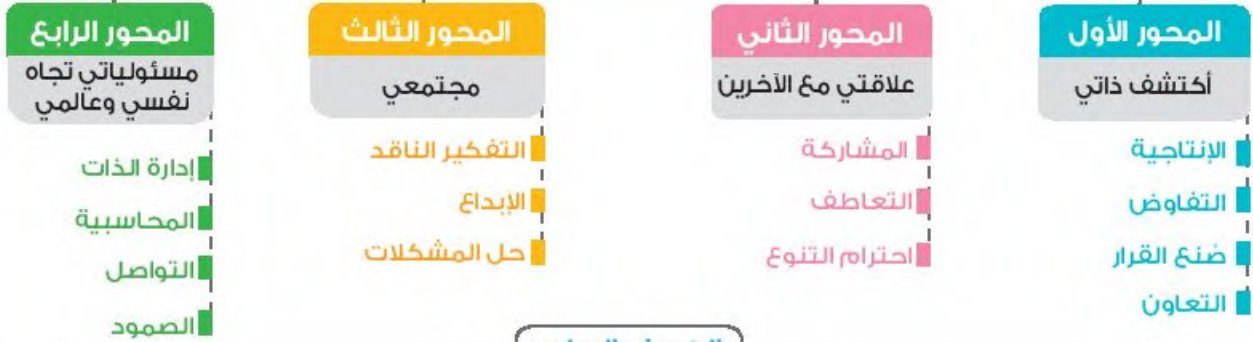 المحور الأول
أكتشف ذاتي
الإنتاجية
التفاوض
صُنع القرار
التعاون
المحور الثاني
علاقتي مع الآخرين
المشاركة
التعاطف
احترام التنوع
المحور الثالث
مجتمعي
التفكير الناقد
الإبداع
حل المشكلات
المحور الرابع
مسئولياتي تجاه
نفسي وعالمي
إدارة الذات
المحاسبية
التواصل
الصمود